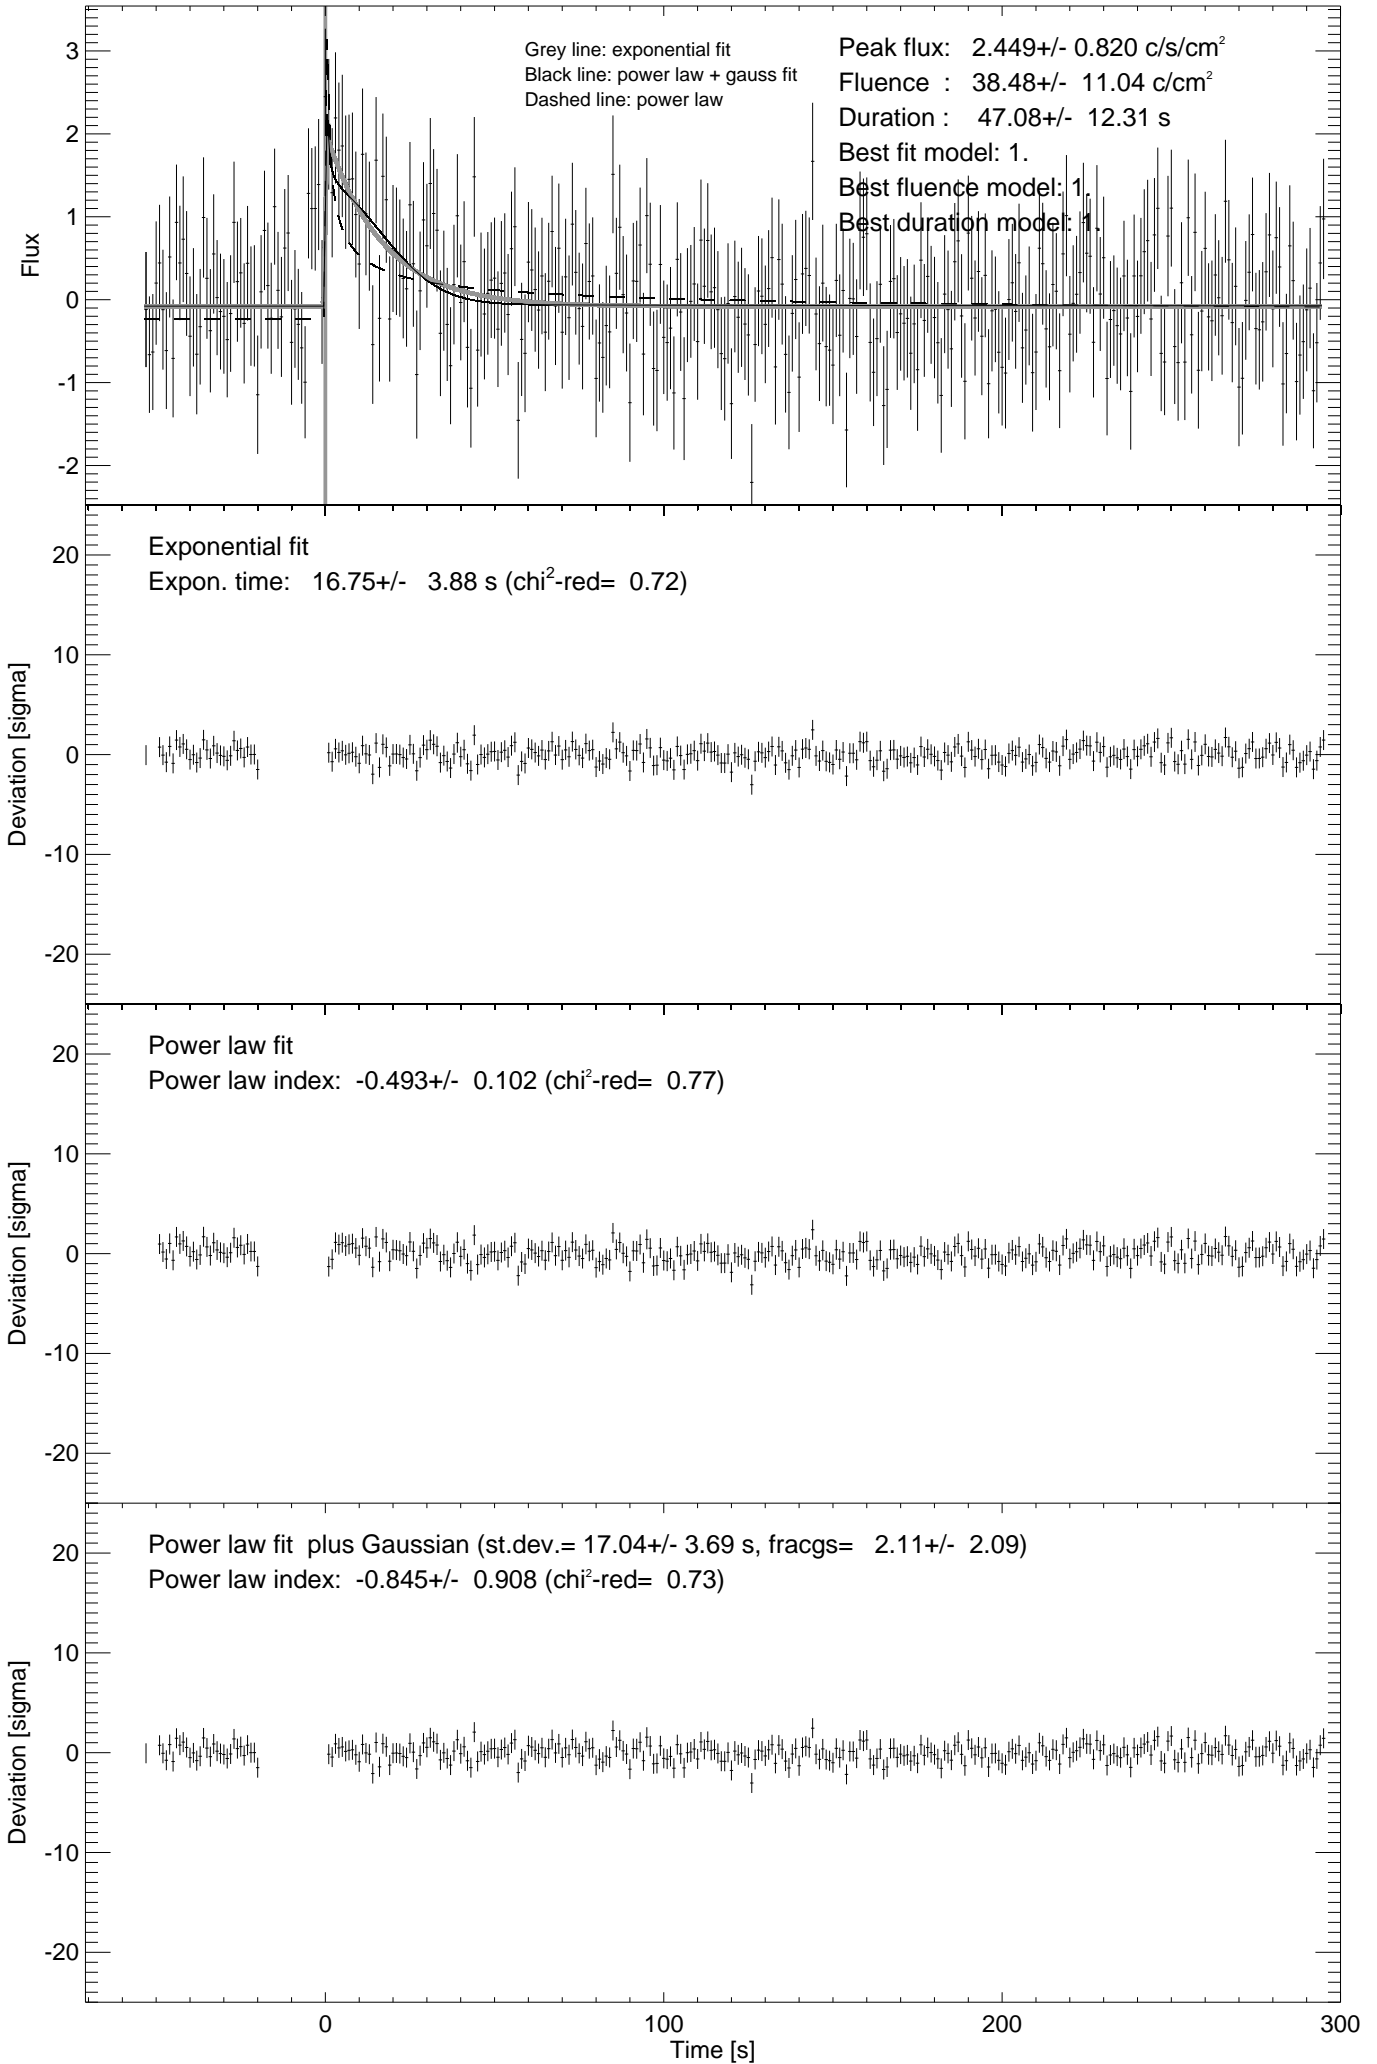 Grey line: exponential fit
Black line: power law + gauss fit
Dashed line: power law
Peak flux: 2.449+/- 0.820 c/s/cm²
Fluence : 38.48+/- 11.04 c/cm²
Duration : 47.08+/- 12.31 s
Best fit model: 1.
Best fluence model: 1.
Best duration model: 1.
Flux
3
2
1
0
-1
-2
Exponential fit
Expon. time: 16.75+/- 3.88 s (chi²-red= 0.72)
Deviation [sigma]
20
10
0
-10
-20
Power law fit
Power law index: -0.493+/- 0.102 (chi²-red= 0.77)
Deviation [sigma]
20
10
0
-10
-20
Power law fit plus Gaussian (st.dev.= 17.04+/- 3.69 s, fracgs= 2.11+/- 2.09)
Power law index: -0.845+/- 0.908 (chi²-red= 0.73)
Deviation [sigma]
20
10
0
-10
-20
0 100 200 300
Time [s]